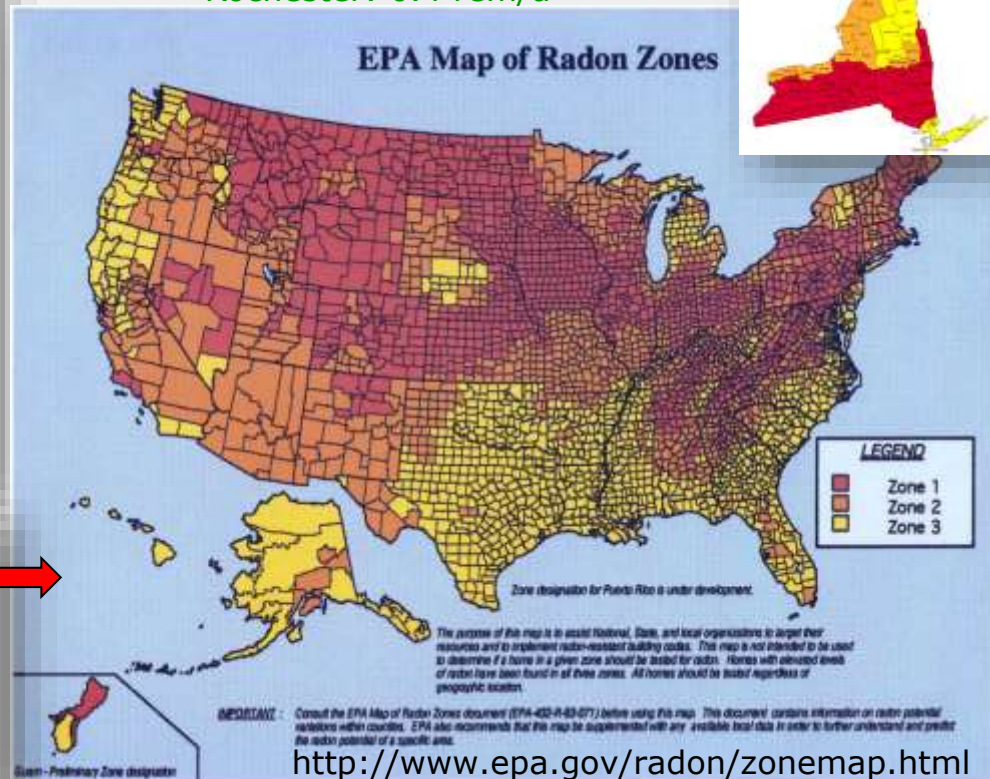 EPA Map of Radon Zones
LEGEND
Zone 1
Zone 2
Zone 3
Zone designation for Puerto Rico is under development.
The purpose of this map is to assist National, State, and local organizations to target their
resources and to implement radon-resistant building codes. This map is not intended to be used
to determine if a home in a given zone should be tested for radon. Homes with elevated levels
of radon have been found in all three zones. All homes should be tested regardless of
geographic location.
IMPORTANT : Consult the EPA Map of Radon Zones document (EPA-402-R-93-071) before using this map. This document contains information on radon potential
variations within counties. EPA also recommends that this map be supplemented with any available local data in order to further understand and predict
the radon potential of a specific area.
Guam - Preliminary Zone designation
http://www.epa.gov/radon/zonemap.html